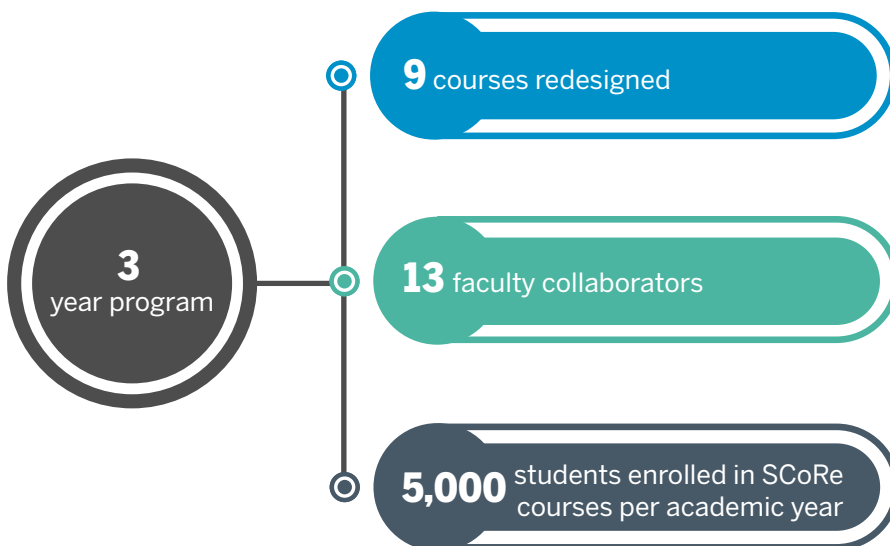 3
year program
9 courses redesigned
13 faculty collaborators
5,000 students enrolled in SCoRe
courses per academic year